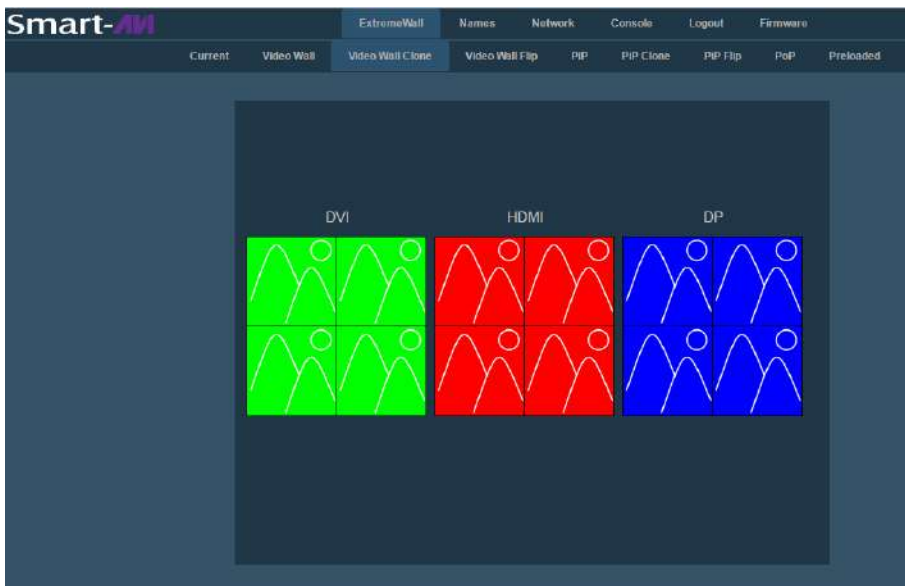 Smart-AVI
ExtremeWall Names Network Console Logout Firmware
Current Video Wall Video Wall Clone Video Wall Flip PiP PiP Clone PiP Flip PoP Preloaded
DVI HDMI DP